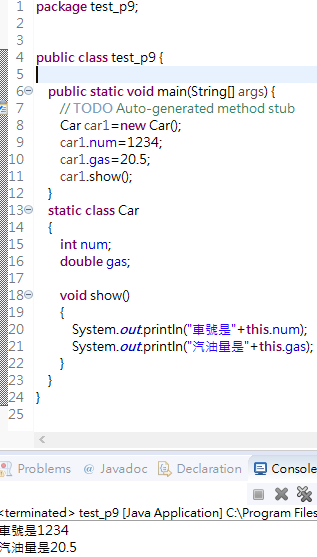 1 package test_p9;
2
3
4 public class test_p9 {
5
6 public static void main(String[] args) {
7 // TODO Auto-generated method stub
8 Car car1=new Car();
9 car1.num=1234;
10 car1.gas=20.5;
11 car1.show();
12 }
13 static class Car
14 {
15 int num;
16 double gas;
17
18 void show()
19 {
20 System.out.println("車號是"+this.num);
21 System.out.println("汽油量是"+this.gas);
22 }
23 }
24 }
25
Problems @ Javadoc Declaration Console
<terminated> test_p9 [Java Application] C:\Program Files
車號是1234
汽油量是20.5